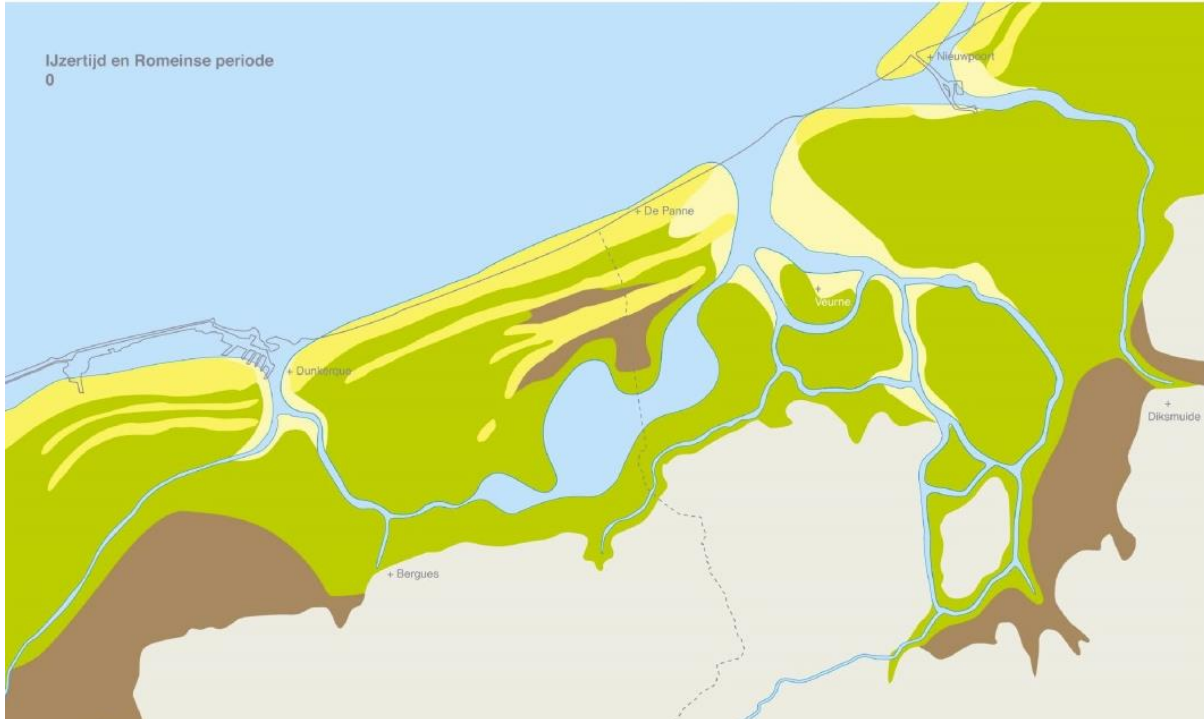 IJzertijd en Romeinse periode
0
+ Nieuwpoort
+ De Panne
+
Veurne
+ Dunkerque
+
Diksmuide
+ Bergues